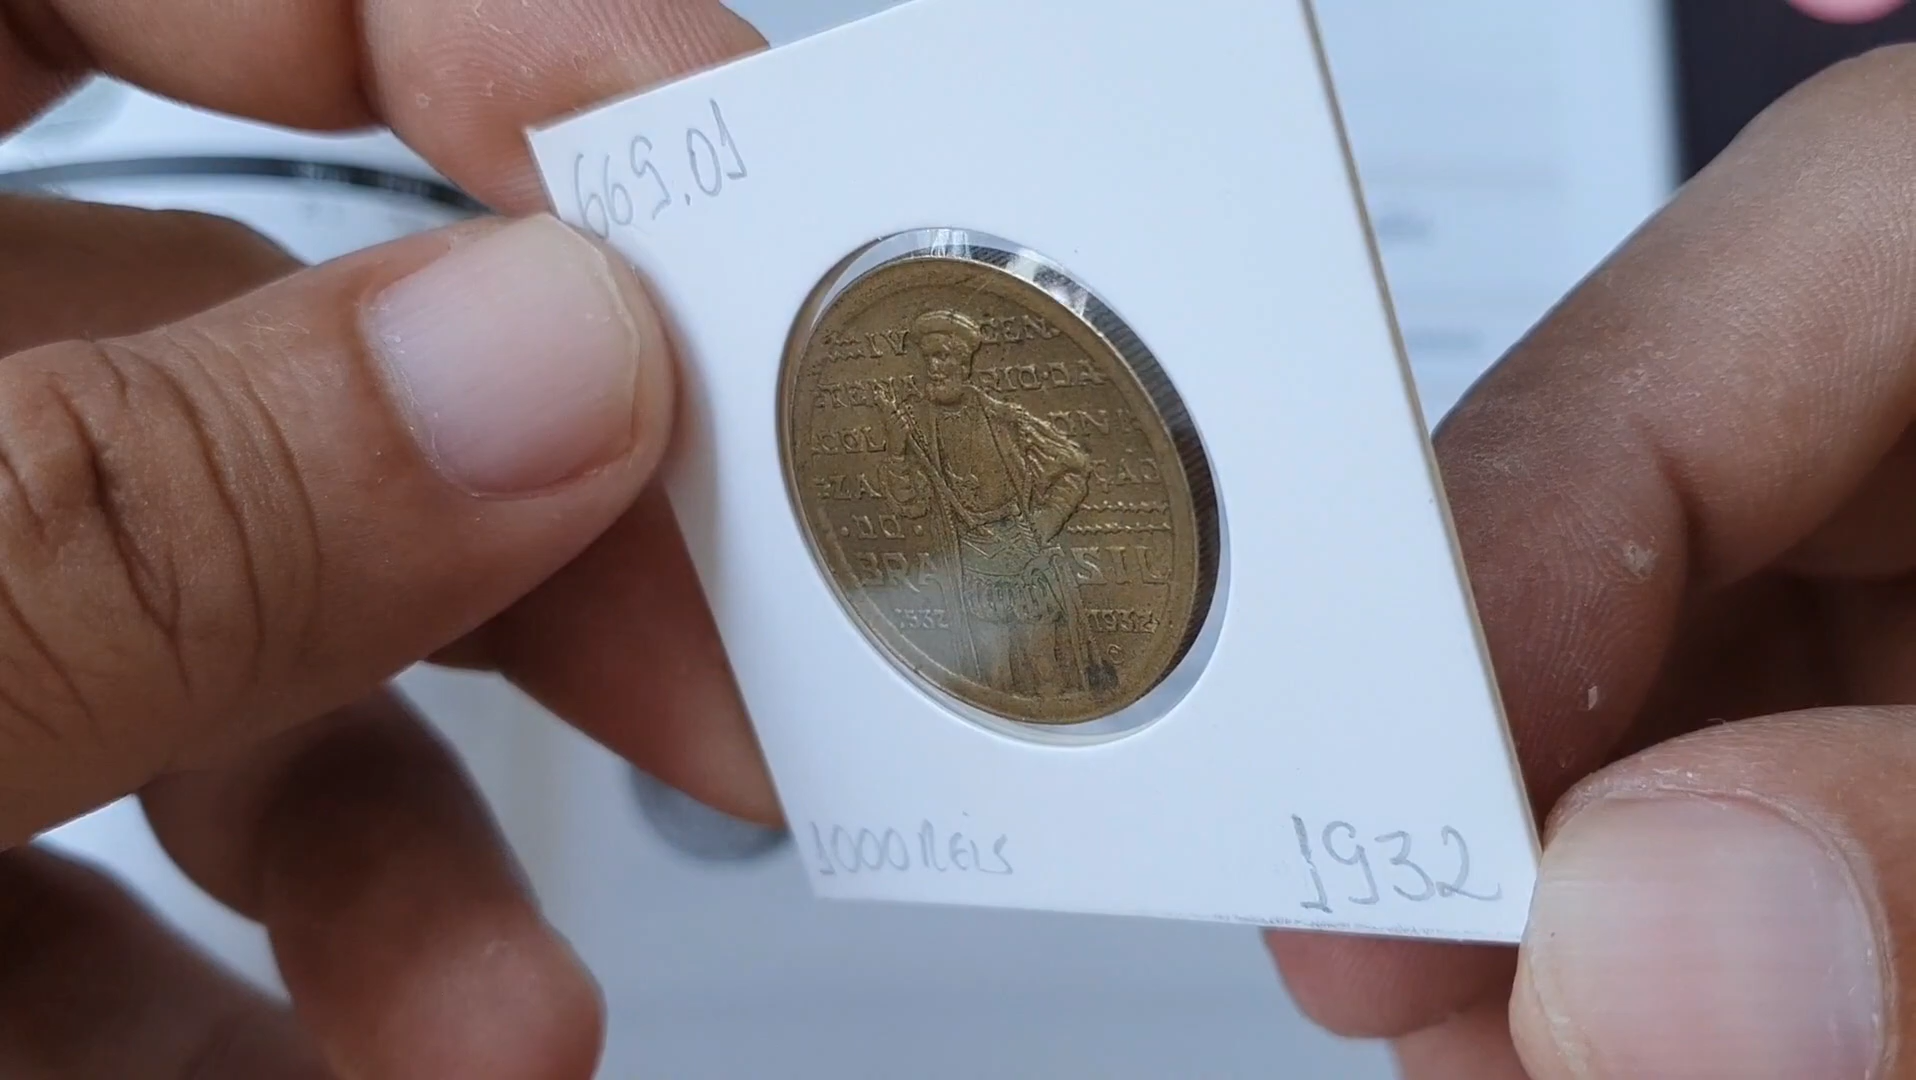 669.01
IV CEN
TENA RIO·DA
COL ONI
ZA ÇÃO
·DO·
BRA SIL
1532 1932
1000 REIS
1932